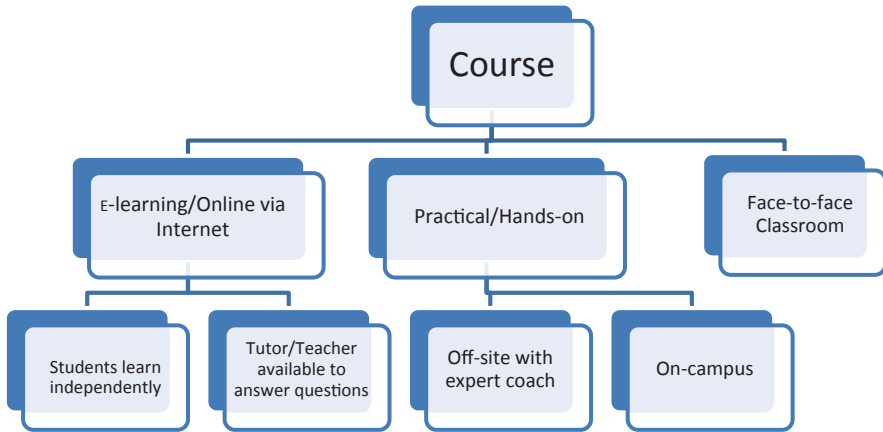 Course
E-learning/Online via
Internet
Practical/Hands-on
Face-to-face
Classroom
Students learn
independently
Tutor/Teacher
available to
answer questions
Off-site with
expert coach
On-campus